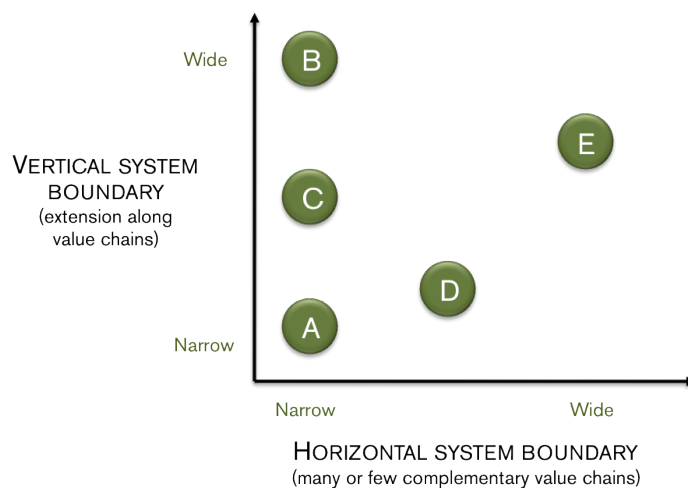 Wide
B
E
VERTICAL SYSTEM
BOUNDARY
(extension along
value chains)
C
D
A
Narrow
Narrow
Wide
HORIZONTAL SYSTEM BOUNDARY
(many or few complementary value chains)